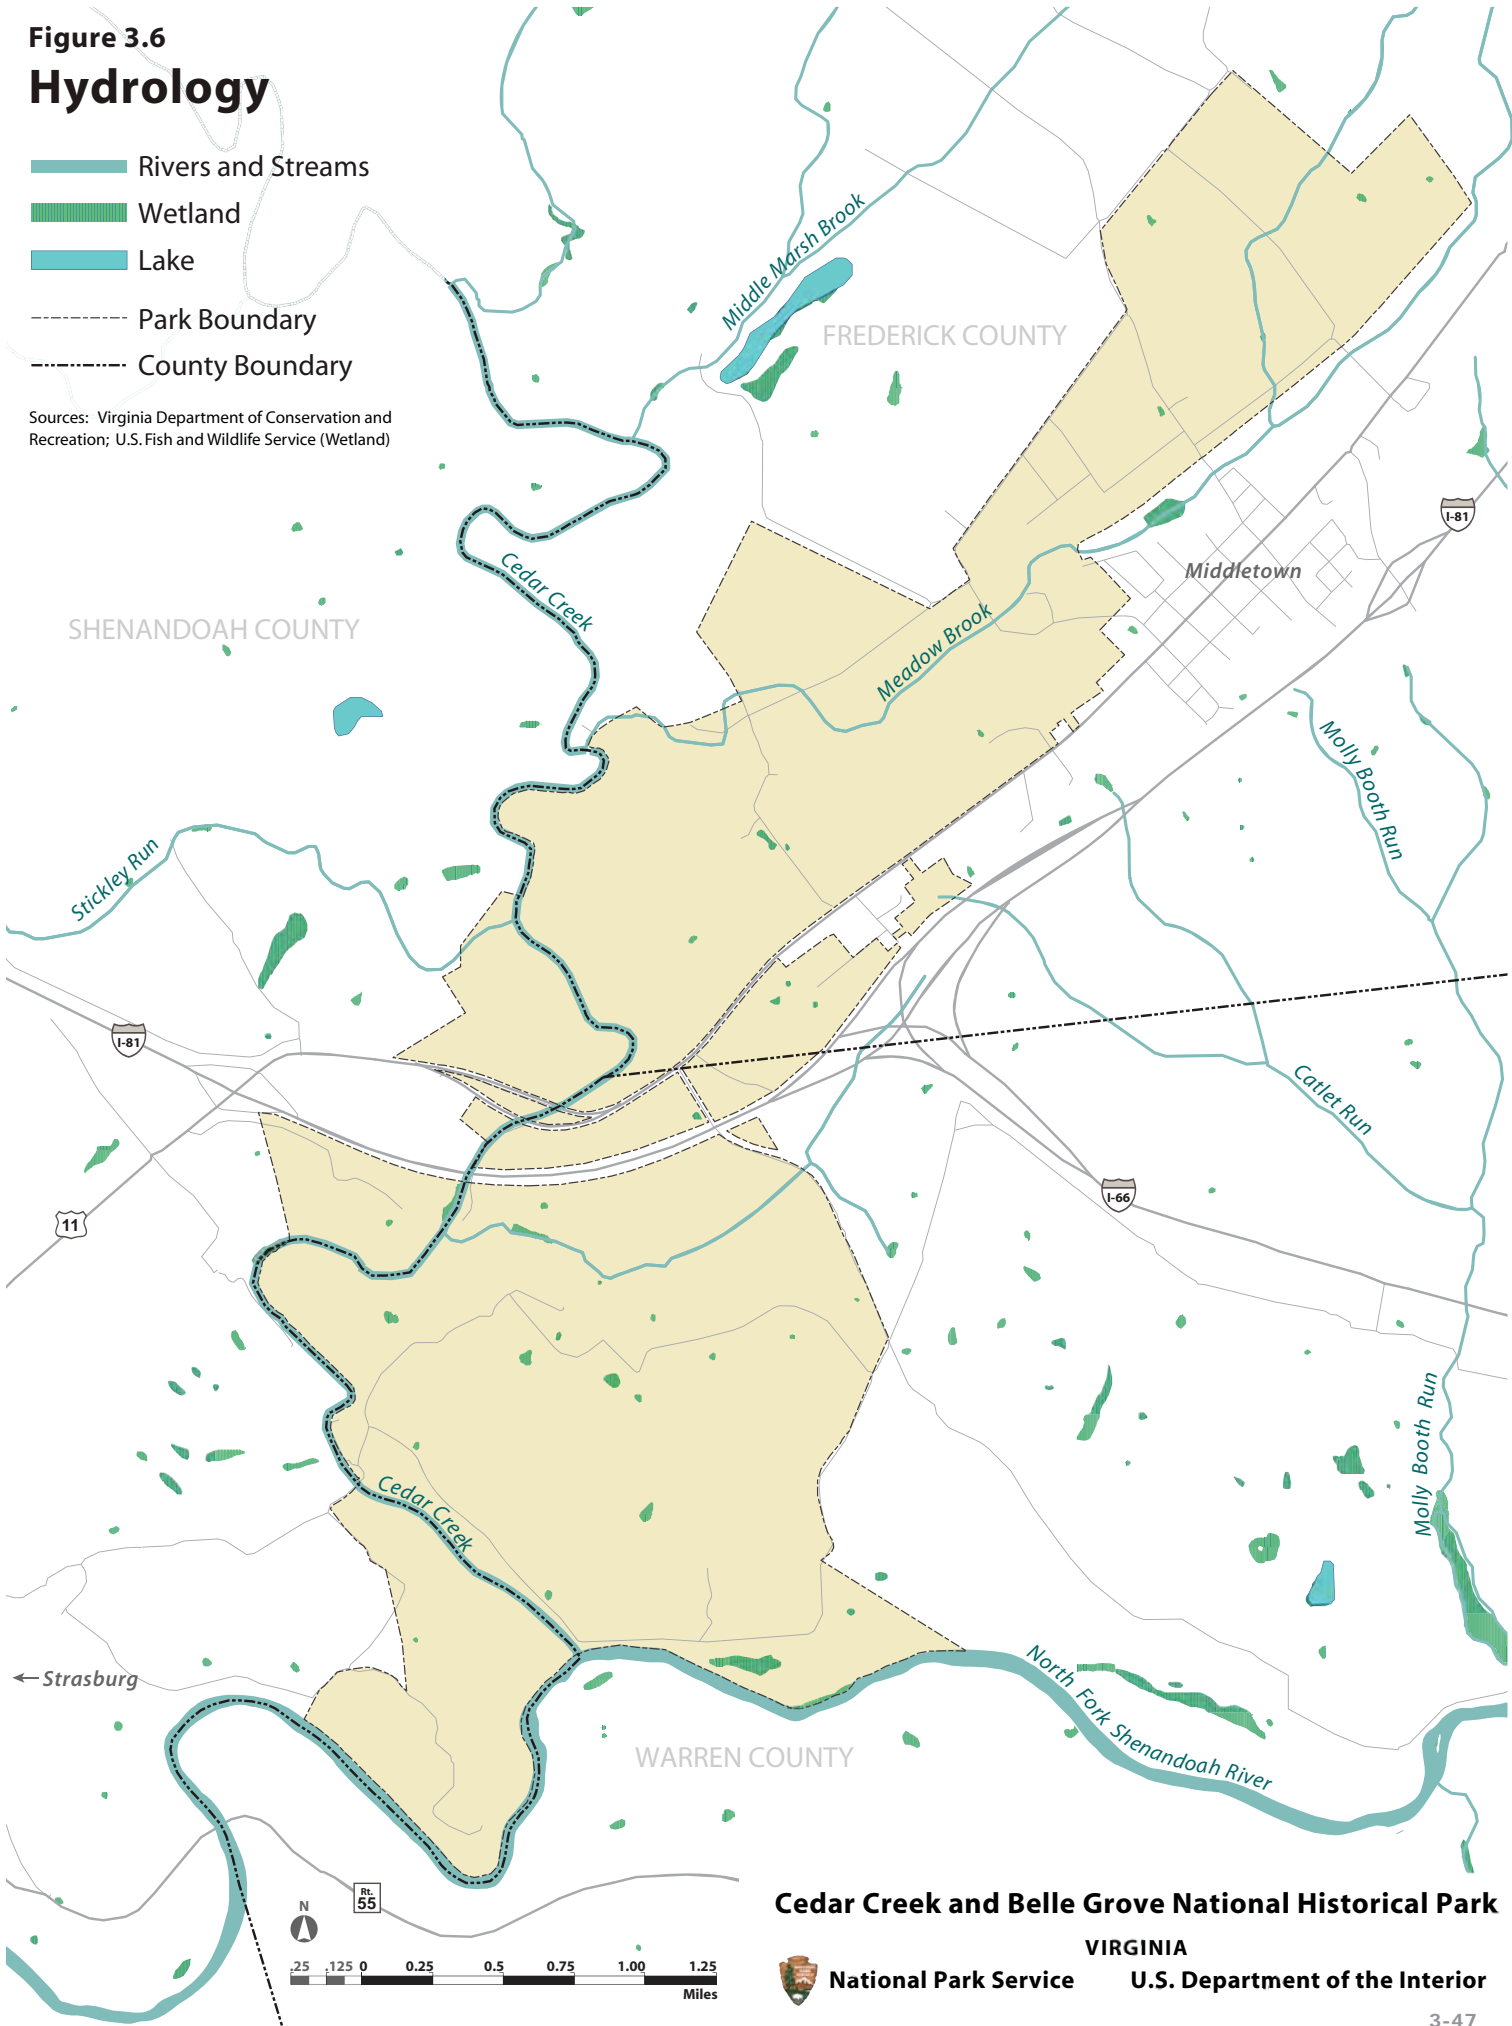 Figure 3.6
Hydrology
Rivers and Streams
Wetland
Lake
Park Boundary
County Boundary
Sources: Virginia Department of Conservation and
Recreation; U.S. Fish and Wildlife Service (Wetland)
Middle Marsh Brook
FREDERICK COUNTY
I-81
Cedar Creek
Middletown
SHENANDOAH COUNTY
Meadow Brook
Molly Booth Run
Stickley Run
I-81
Catlet Run
I-66
11
Molly Booth Run
Cedar Creek
Strasburg
North Fork Shenandoah River
WARREN COUNTY
Rt.
55
N
.25 .125 0 0.25 0.5 0.75 1.00 1.25
Miles
Cedar Creek and Belle Grove National Historical Park
VIRGINIA
National Park Service U.S. Department of the Interior
3-47